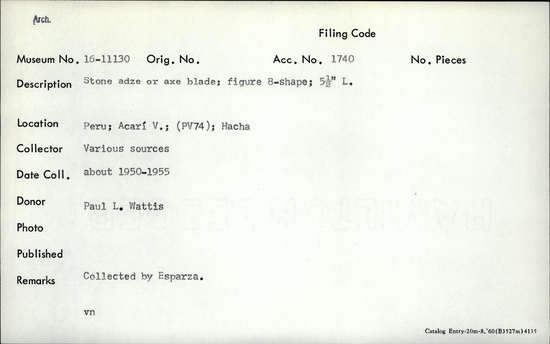 Arch.
Filing Code
Museum No. 16-11130 Orig. No. Acc. No. 1740 No. Pieces
Description Stone adze or axe blade; figure 8-shape; 5½" L.
Location Peru; Acarí V.; (PV74); Hacha
Collector Various sources
Date Coll. about 1950-1955
Donor Paul L. Wattis
Photo
Published
Remarks Collected by Esparza.
vn
Catalog Entry-20m-8,'60(B3527m)4139